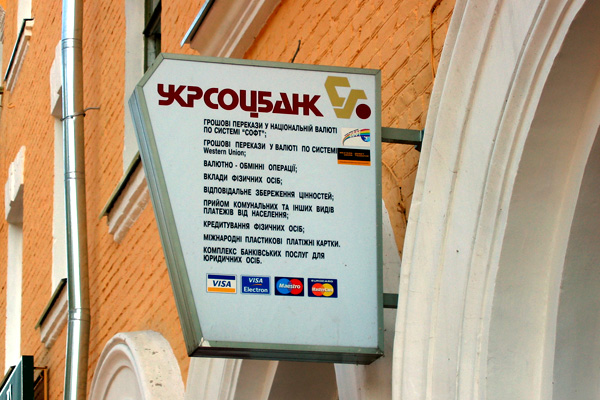 УКРСОЦБАНК
ГРОШОВІ ПЕРЕКАЗИ У НАЦІОНАЛЬНІЙ ВАЛЮТІ
ПО СИСТЕМІ "СОФТ";
ГРОШОВІ ПЕРЕКАЗИ У ВАЛЮТІ ПО СИСТЕМІ
Western Union;
ВАЛЮТНО - ОБМІННІ ОПЕРАЦІЇ;
ВКЛАДИ ФІЗИЧНИХ ОСІБ;
ВІДПОВІДАЛЬНЕ ЗБЕРЕЖЕННЯ ЦІННОСТЕЙ;
ПРИЙОМ КОМУНАЛЬНИХ ТА ІНШИХ ВИДІВ
ПЛАТЕЖІВ ВІД НАСЕЛЕННЯ;
КРЕДИТУВАННЯ ФІЗИЧНИХ ОСІБ;
МІЖНАРОДНІ ПЛАСТИКОВІ ПЛАТІЖНІ КАРТКИ.
КОМПЛЕКС БАНКІВСЬКИХ ПОСЛУГ ДЛЯ
ЮРИДИЧНИХ ОСІБ.
VISA
VISA
Electron
Maestro
MasterCard